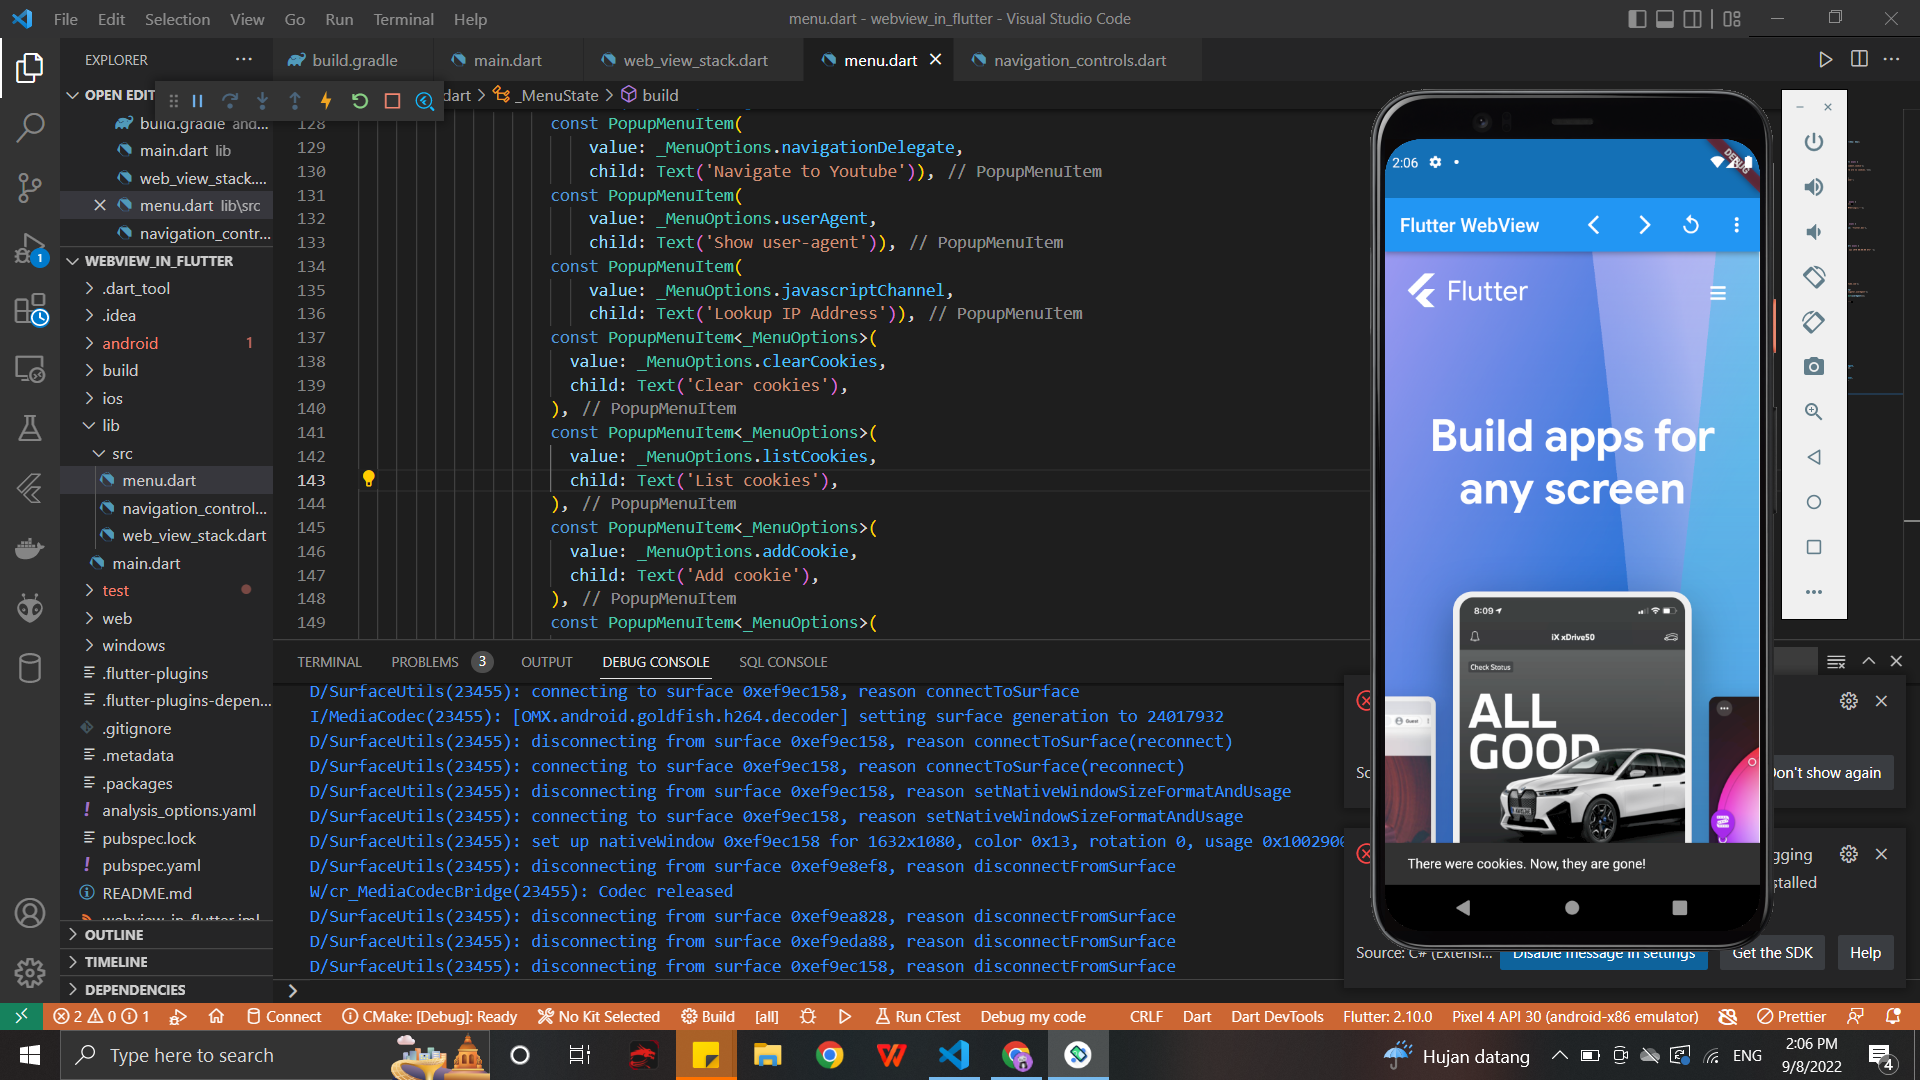 File Edit Selection View Go Run Terminal Help
menu.dart - webview_in_flutter - Visual Studio Code
EXPLORER
build.gradle
main.dart
web_view_stack.dart
menu.dart
navigation_controls.dart
OPEN EDIT
dart > _MenuState > build
build.gradle and...
main.dart lib
web_view_stack....
menu.dart lib\src
navigation_contr...
WEBVIEW_IN_FLUTTER
.dart_tool
.idea
android 1
build
ios
lib
src
menu.dart
navigation_control...
web_view_stack.dart
main.dart
test
web
windows
.flutter-plugins
.flutter-plugins-depen...
.gitignore
.metadata
.packages
analysis_options.yaml
pubspec.lock
pubspec.yaml
README.md
webview_in_flutter.iml
OUTLINE
TIMELINE
DEPENDENCIES
1
128 const PopupMenuItem(
129 value: _MenuOptions.navigationDelegate,
130 child: Text('Navigate to Youtube')), // PopupMenuItem
131 const PopupMenuItem(
132 value: _MenuOptions.userAgent,
133 child: Text('Show user-agent')), // PopupMenuItem
134 const PopupMenuItem(
135 value: _MenuOptions.javascriptChannel,
136 child: Text('Lookup IP Address')), // PopupMenuItem
137 const PopupMenuItem<_MenuOptions>(
138 value: _MenuOptions.clearCookies,
139 child: Text('Clear cookies'),
140 ), // PopupMenuItem
141 const PopupMenuItem<_MenuOptions>(
142 value: _MenuOptions.listCookies,
143 child: Text('List cookies'),
144 ), // PopupMenuItem
145 const PopupMenuItem<_MenuOptions>(
146 value: _MenuOptions.addCookie,
147 child: Text('Add cookie'),
148 ), // PopupMenuItem
149 const PopupMenuItem<_MenuOptions>(
TERMINAL PROBLEMS 3 OUTPUT DEBUG CONSOLE SQL CONSOLE
D/SurfaceUtils(23455): connecting to surface 0xef9ec158, reason connectToSurface
I/MediaCodec(23455): [OMX.android.goldfish.h264.decoder] setting surface generation to 24017932
D/SurfaceUtils(23455): disconnecting from surface 0xef9ec158, reason connectToSurface(reconnect)
D/SurfaceUtils(23455): connecting to surface 0xef9ec158, reason connectToSurface(reconnect)
D/SurfaceUtils(23455): disconnecting from surface 0xef9ec158, reason setNativeWindowSizeFormatAndUsage
D/SurfaceUtils(23455): connecting to surface 0xef9ec158, reason setNativeWindowSizeFormatAndUsage
D/SurfaceUtils(23455): set up nativeWindow 0xef9ec158 for 1632x1080, color 0x13, rotation 0, usage 0x1002900
D/SurfaceUtils(23455): disconnecting from surface 0xef9e8ef8, reason disconnectFromSurface
W/cr_MediaCodecBridge(23455): Codec released
D/SurfaceUtils(23455): disconnecting from surface 0xef9ea828, reason disconnectFromSurface
D/SurfaceUtils(23455): disconnecting from surface 0xef9eda88, reason disconnectFromSurface
D/SurfaceUtils(23455): disconnecting from surface 0xef9ec158, reason disconnectFromSurface
2:06
DEBUG
Flutter WebView
Flutter
Build apps for
any screen
8:09
iX xDrive50
Check Status
ALL
GOOD
Guest
There were cookies. Now, they are gone!
Don't show again
gging
stalled
Source: C# (Extensi...
Disable message in settings
Get the SDK
Help
2 0 1 Connect CMake: [Debug]: Ready No Kit Selected Build [all] Run CTest Debug my code CRLF Dart Dart DevTools Flutter: 2.10.0 Pixel 4 API 30 (android-x86 emulator) Prettier
Type here to search
Hujan datang
ENG
2:06 PM
9/8/2022
4